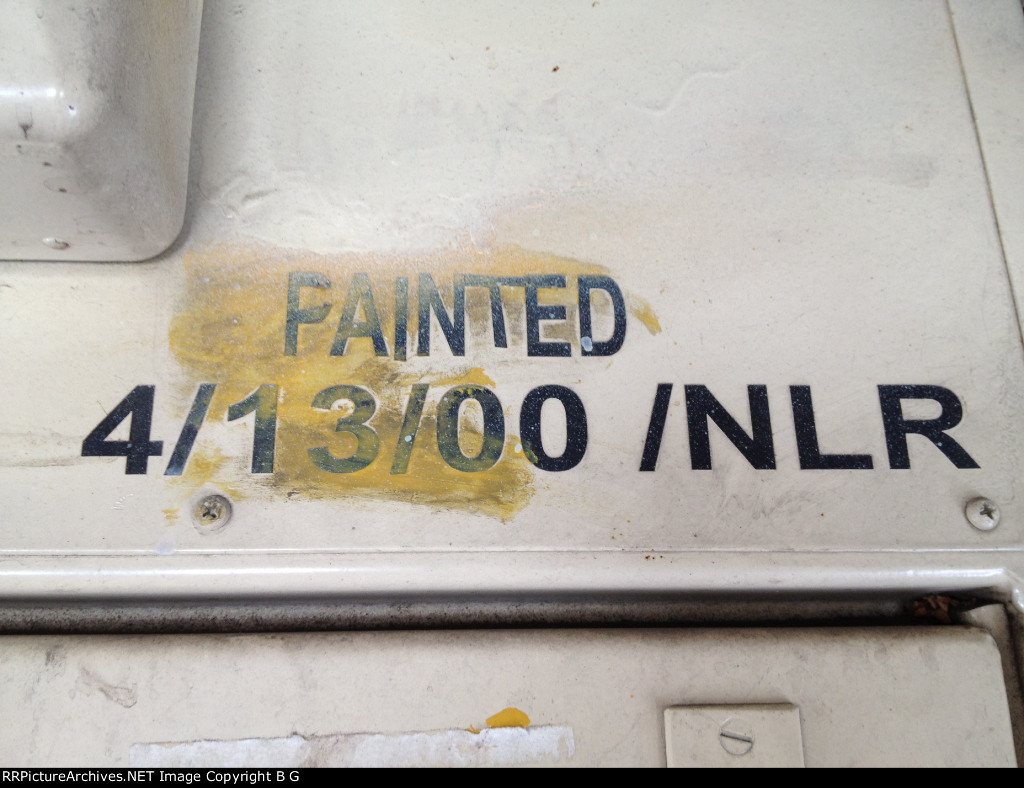 PAINTED
4/13/00 /NLR
RRPictureArchives.NET Image Copyright B G